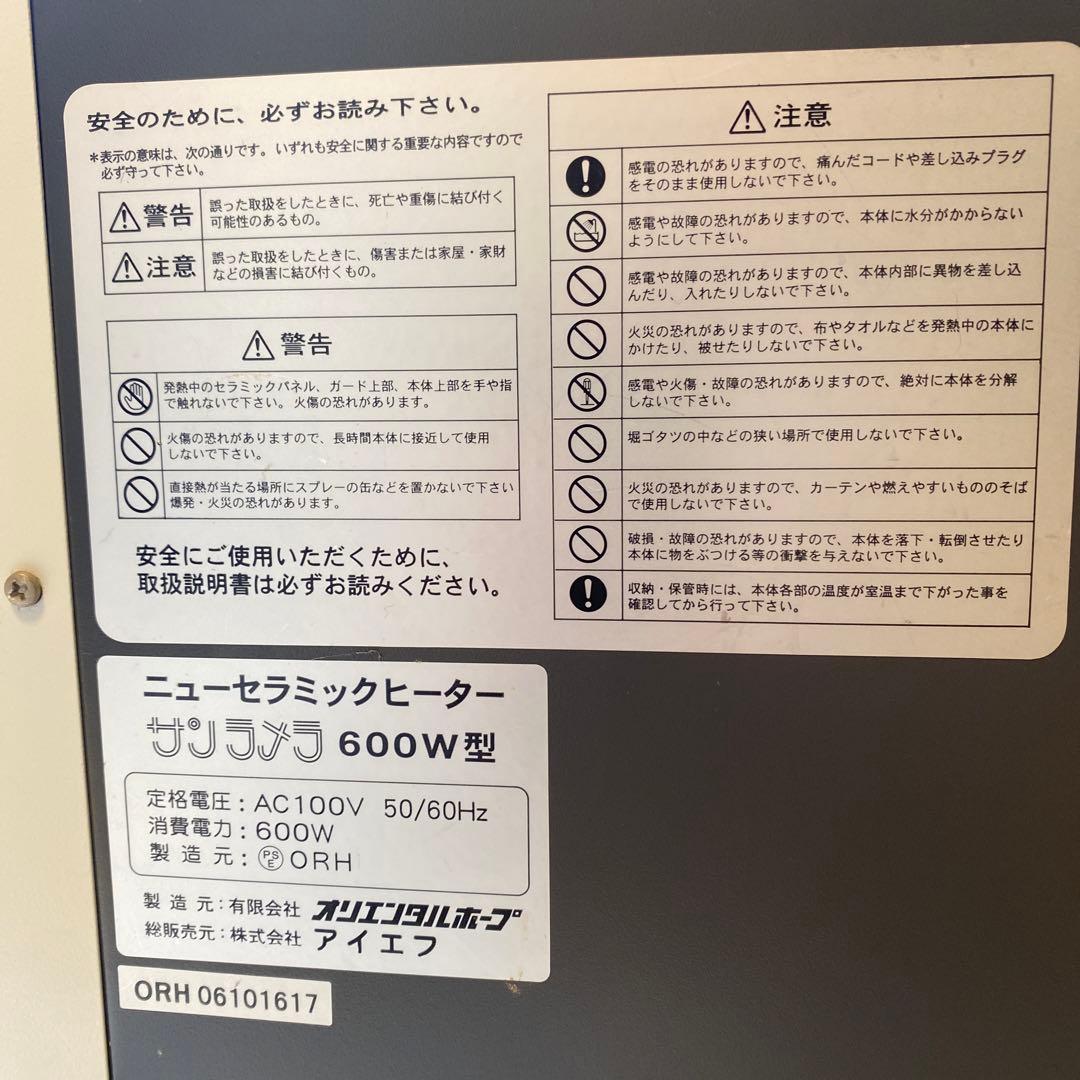 安全のために、必ずお読み下さい。
*表示の意味は、次の通りです。いずれも安全に関する重要な内容ですので
必ず守って下さい。
警告
誤った取扱をしたときに、死亡や重傷に結び付く
可能性のあるもの。
注意
誤った取扱をしたときに、傷害または家屋・家財
などの損害に結び付くもの。
警告
発熱中のセラミックパネル、ガード上部、本体上部を手や指
で触れないで下さい。火傷の恐れがあります。
火傷の恐れがありますので、長時間本体に接近して使用
しないで下さい。
直接熱が当たる場所にスプレーの缶などを置かないで下さい
爆発・火災の恐れがあります。
安全にご使用いただくために、
取扱説明書は必ずお読みください。
注意
感電の恐れがありますので、痛んだコードや差し込みプラグ
をそのまま使用しないで下さい。
感電や故障の恐れがありますので、本体に水分がかからない
ようにして下さい。
感電や故障の恐れがありますので、本体内部に異物を差し込
んだり、入れたりしないで下さい。
火災の恐れがありますので、布やタオルなどを発熱中の本体に
かけたり、被せたりしないで下さい。
感電や火傷・故障の恐れがありますので、絶対に本体を分解
しないで下さい。
堀ゴタツの中などの狭い場所で使用しないで下さい。
火災の恐れがありますので、カーテンや燃えやすいもののそば
で使用しないで下さい。
破損・故障の恐れがありますので、本体を落下・転倒させたり
本体に物をぶつける等の衝撃を与えないで下さい。
収納・保管時には、本体各部の温度が室温まで下がった事を
確認してから行って下さい。
ニューセラミックヒーター
サンラメラ 600W型
定格電圧：AC100V 50/60Hz
消費電力：600W
製造元：PSE ORH
製造元：有限会社 オリエンタルホープ
総販売元：株式会社 アイエフ
ORH 06101617